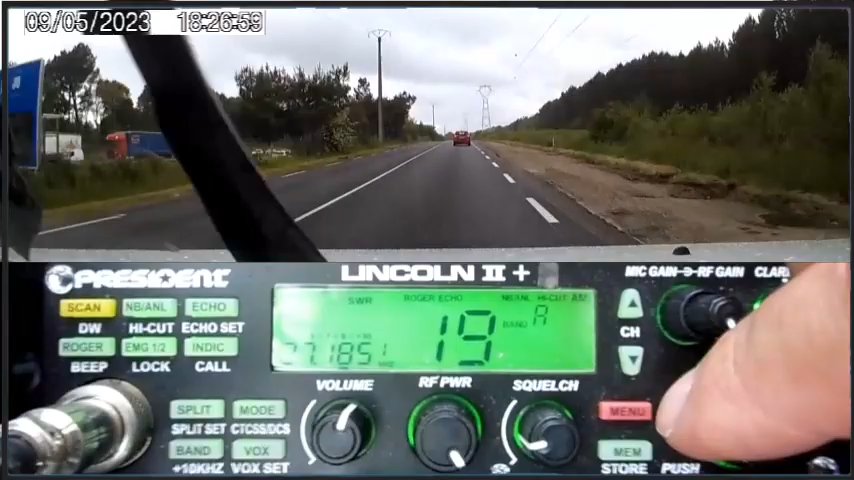 09/05/2023 18:26:59
PRESIDENT
LINCOLN II +
MIC GAIN RF GAIN CLARI
SCAN NB/ANL ECHO
DW HI-CUT ECHO SET
ROGER EMG 1/2 INDIC
BEEP LOCK CALL
SWR ROGER ECHO NB/ANL HI-CUT
19 BAND A
27.1851
CH
VOLUME RF PWR SQUELCH
SPLIT MODE
SPLIT SET CTCSS/DCS
BAND VOX
+10KHZ VOX SET
MENU
MEM
STORE PUSH